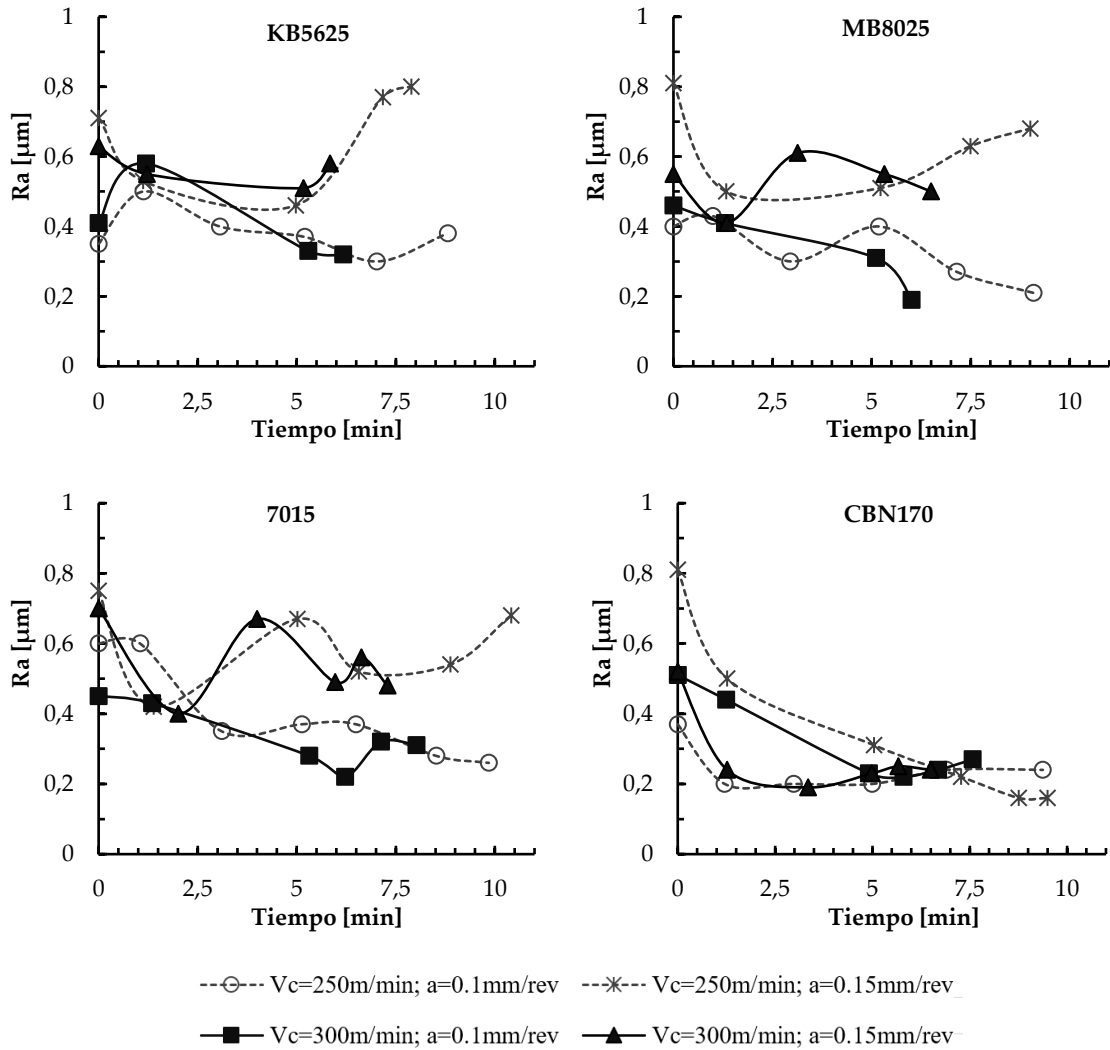 KB5625
Ra [µm]
1
0,8
0,6
0,4
0,2
0
0 2,5 5 7,5 10
Tiempo [min]
MB8025
Ra [µm]
1
0,8
0,6
0,4
0,2
0
0 2,5 5 7,5 10
Tiempo [min]
7015
Ra [µm]
1
0,8
0,6
0,4
0,2
0
0 2,5 5 7,5 10
Tiempo [min]
CBN170
Ra [µm]
1
0,8
0,6
0,4
0,2
0
0 2,5 5 7,5 10
Tiempo [min]
Vc=250m/min; a=0.1mm/rev Vc=250m/min; a=0.15mm/rev
Vc=300m/min; a=0.1mm/rev Vc=300m/min; a=0.15mm/rev